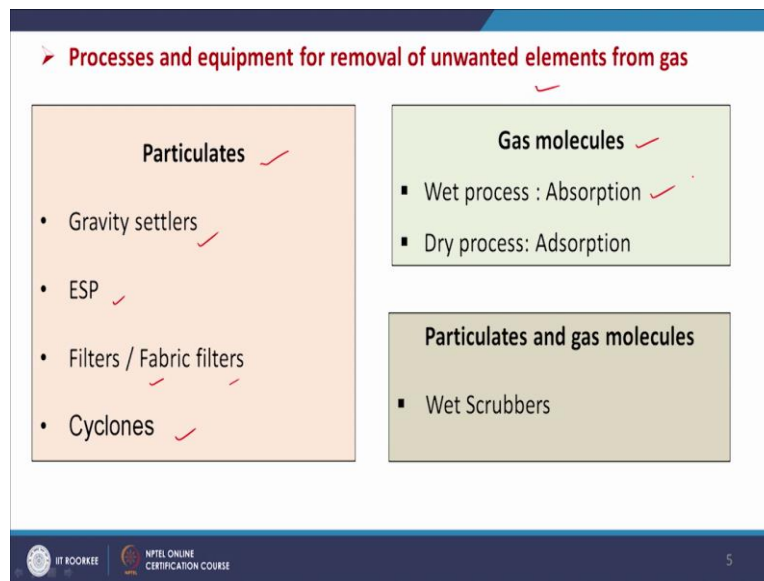 ➤ Processes and equipment for removal of unwanted elements from gas
Particulates
• Gravity settlers
• ESP
• Filters / Fabric filters
• Cyclones
Gas molecules
▪ Wet process : Absorption
▪ Dry process: Adsorption
Particulates and gas molecules
▪ Wet Scrubbers
IIT ROORKEE
NPTEL ONLINE
CERTIFICATION COURSE
5